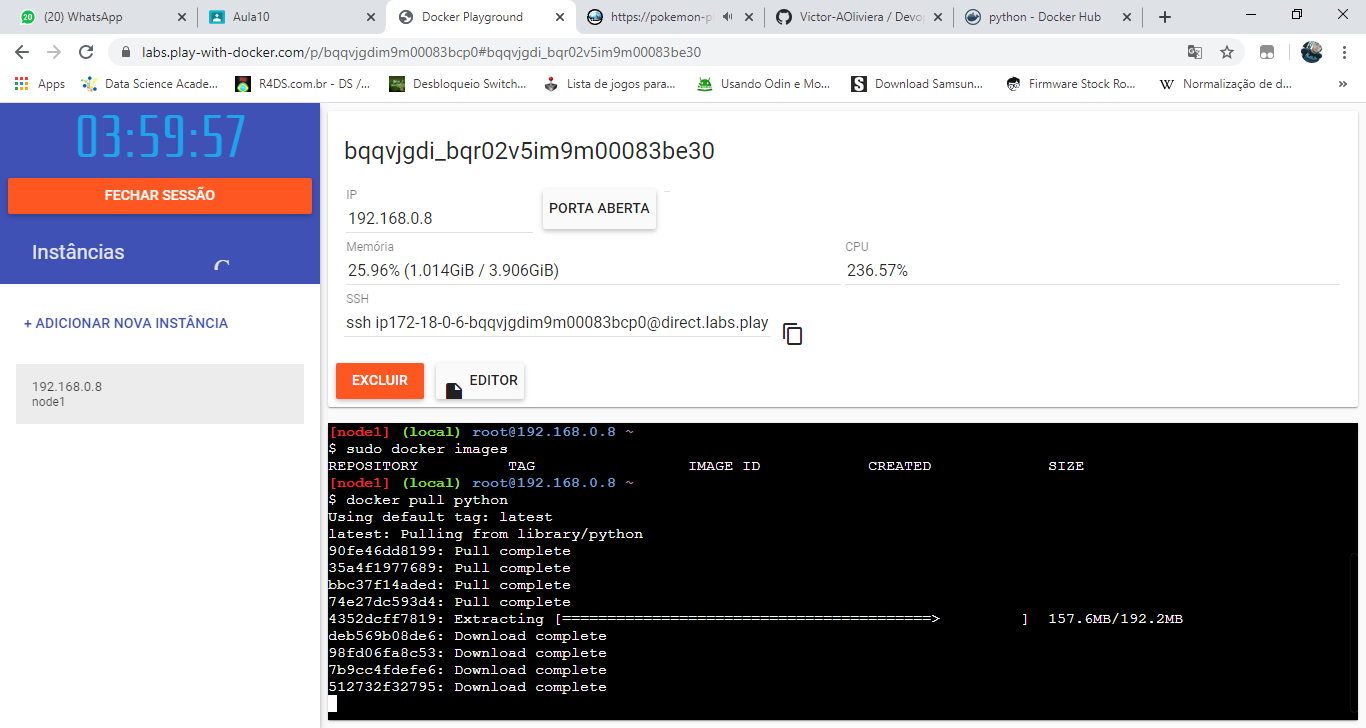 20 (20) WhatsApp
Aula10
Docker Playground
https://pokemon-p
Victor-AOliviera / Devo
python - Docker Hub
labs.play-with-docker.com/p/bqqvjgdim9m00083bcp0#bqqvjgdi_bqr02v5im9m00083be30
Apps
Data Science Acade...
R4DS.com.br - DS /...
Desbloqueio Switch...
Lista de jogos para...
Usando Odin e Mo...
Download Samsun...
Firmware Stock Ro...
W Normalização de d...
»
03:59:57
FECHAR SESSÃO
Instâncias
+ ADICIONAR NOVA INSTÂNCIA
192.168.0.8
node1
bqqvjgdi_bqr02v5im9m00083be30
IP
192.168.0.8
PORTA ABERTA
Memória
25.96% (1.014GiB / 3.906GiB)
CPU
236.57%
SSH
ssh ip172-18-0-6-bqqvjgdim9m00083bcp0@direct.labs.play
EXCLUIR
EDITOR
[node1] (local) root@192.168.0.8 ~
$ sudo docker images
REPOSITORY TAG IMAGE ID CREATED SIZE
[node1] (local) root@192.168.0.8 ~
$ docker pull python
Using default tag: latest
latest: Pulling from library/python
90fe46dd8199: Pull complete
35a4f1977689: Pull complete
bbc37f14aded: Pull complete
74e27dc593d4: Pull complete
4352dcff7819: Extracting [=========================================> ] 157.6MB/192.2MB
deb569b08de6: Download complete
98fd06fa8c53: Download complete
7b9cc4fdefe6: Download complete
512732f32795: Download complete